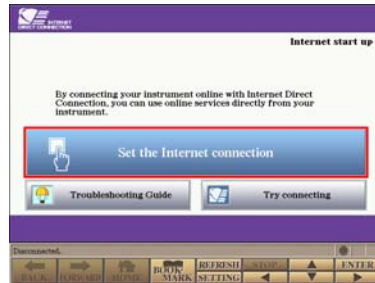 INTERNET
DIRECT CONNECTION
Internet start up
By connecting your instrument online with Internet Direct
Connection, you can use online services directly from your
instrument.
Set the Internet connection
Troubleshooting Guide
Try connecting
Disconnected.
BACK FORWARD HOME BOOK MARK REFRESH SETTING STOP ENTER